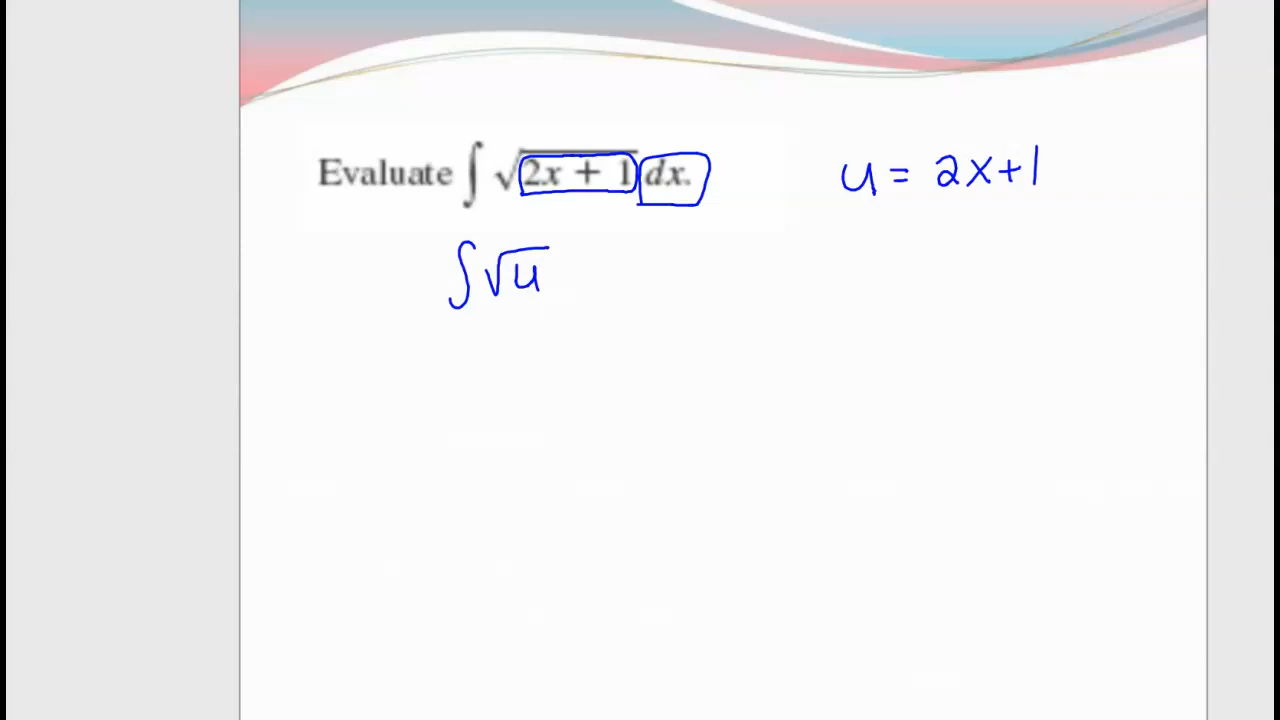 Evaluate ∫ √2x + 1 dx. u = 2x+1
∫√u